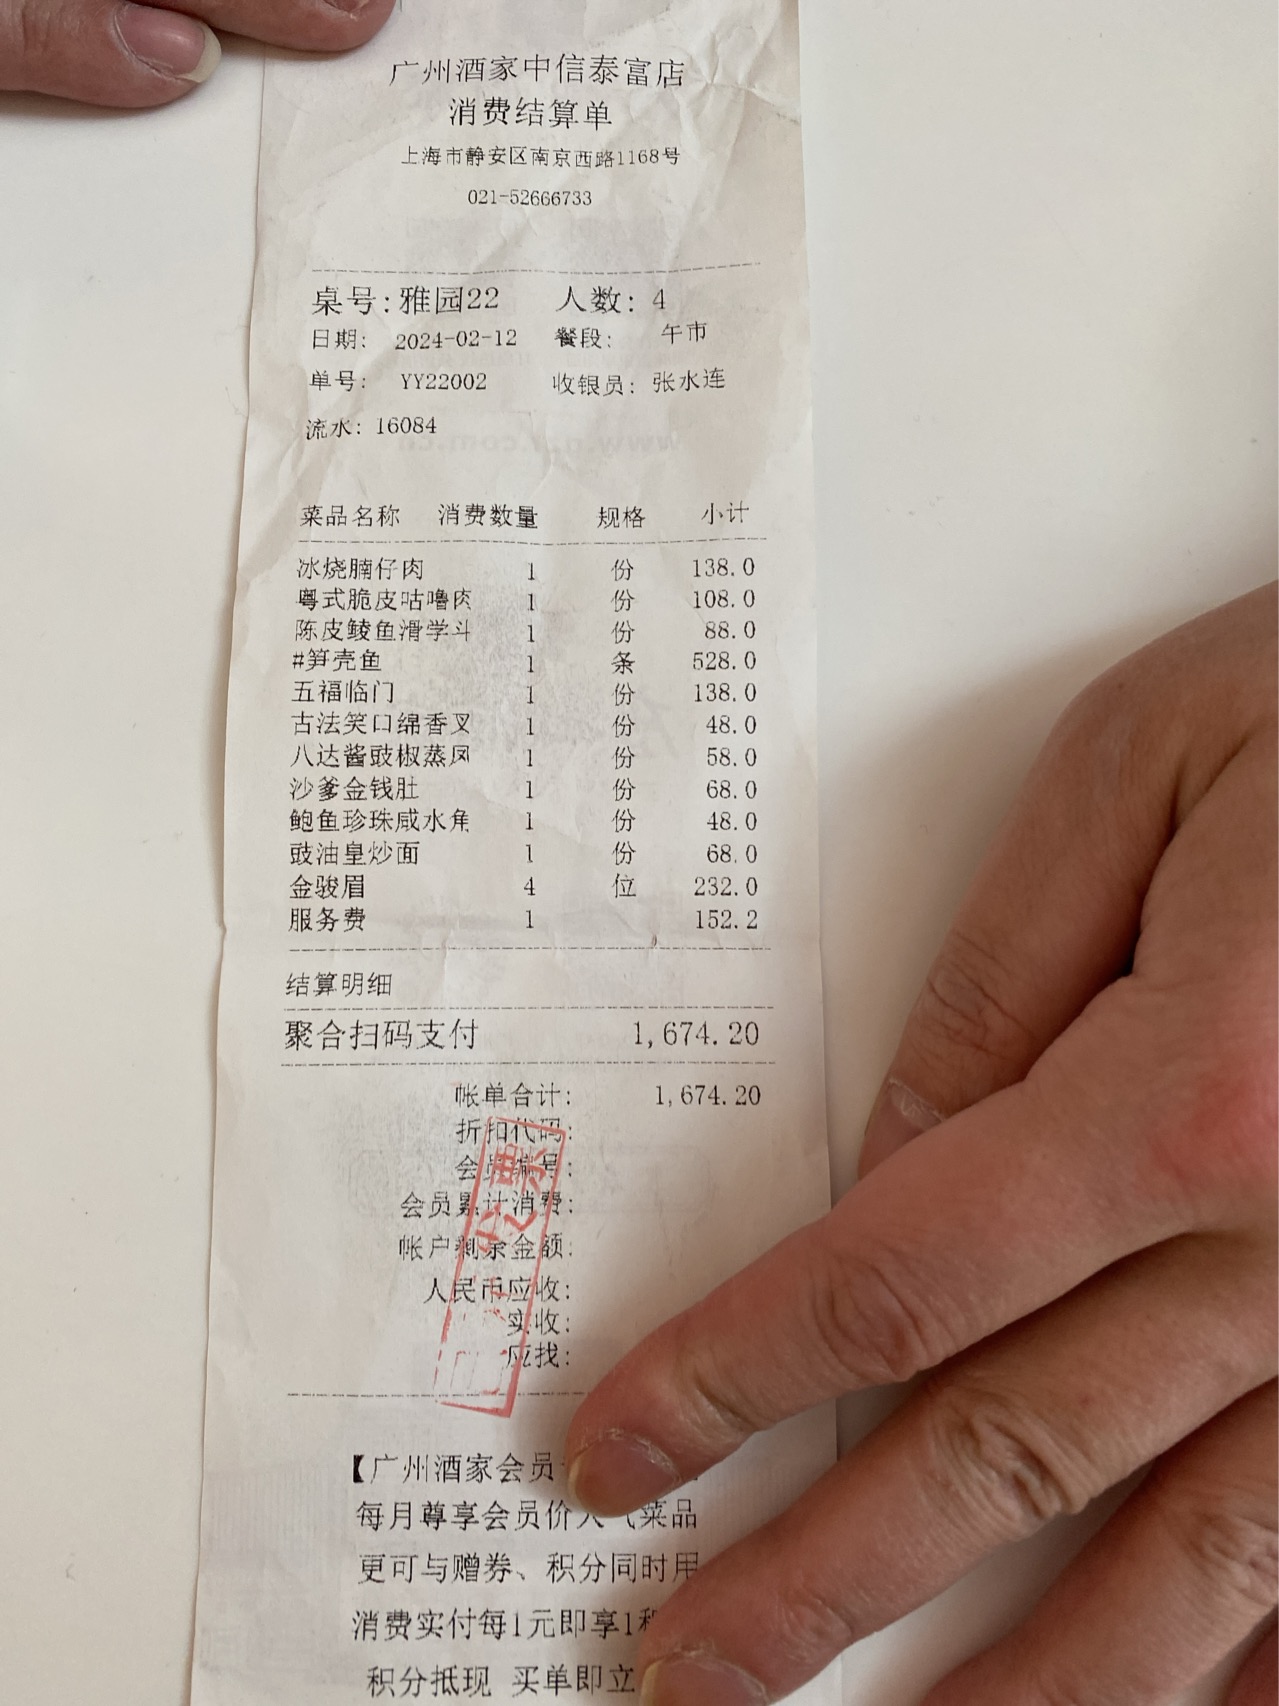 广州酒家中信泰富店
消费结算单
上海市静安区南京西路1168号
021-52666733
桌号:雅园22 人数: 4
日期: 2024-02-12 餐段: 午市
单号: YY22002 收银员: 张水连
流水: 16084
菜品名称 消费数量 规格 小计
冰烧腩仔肉 1 份 138.0
粤式脆皮咕噜肉 1 份 108.0
陈皮鲮鱼滑学斗 1 份 88.0
#笋壳鱼 1 条 528.0
五福临门 1 份 138.0
古法笑口绵香叉 1 份 48.0
八达酱豉椒蒸凤 1 份 58.0
沙爹金钱肚 1 份 68.0
鲍鱼珍珠咸水角 1 份 48.0
豉油皇炒面 1 份 68.0
金骏眉 4 位 232.0
服务费 1 152.2
结算明细
聚合扫码支付 1,674.20
帐单合计: 1,674.20
折扣代码:
会员编号:
会员累计消费:
帐户剩余金额:
人民币应收:
实收:
应找:
已开发票
【广州酒家会员
每月尊享会员价人气菜品
更可与赠券、积分同时用
消费实付每1元即享1积
积分抵现 买单即立